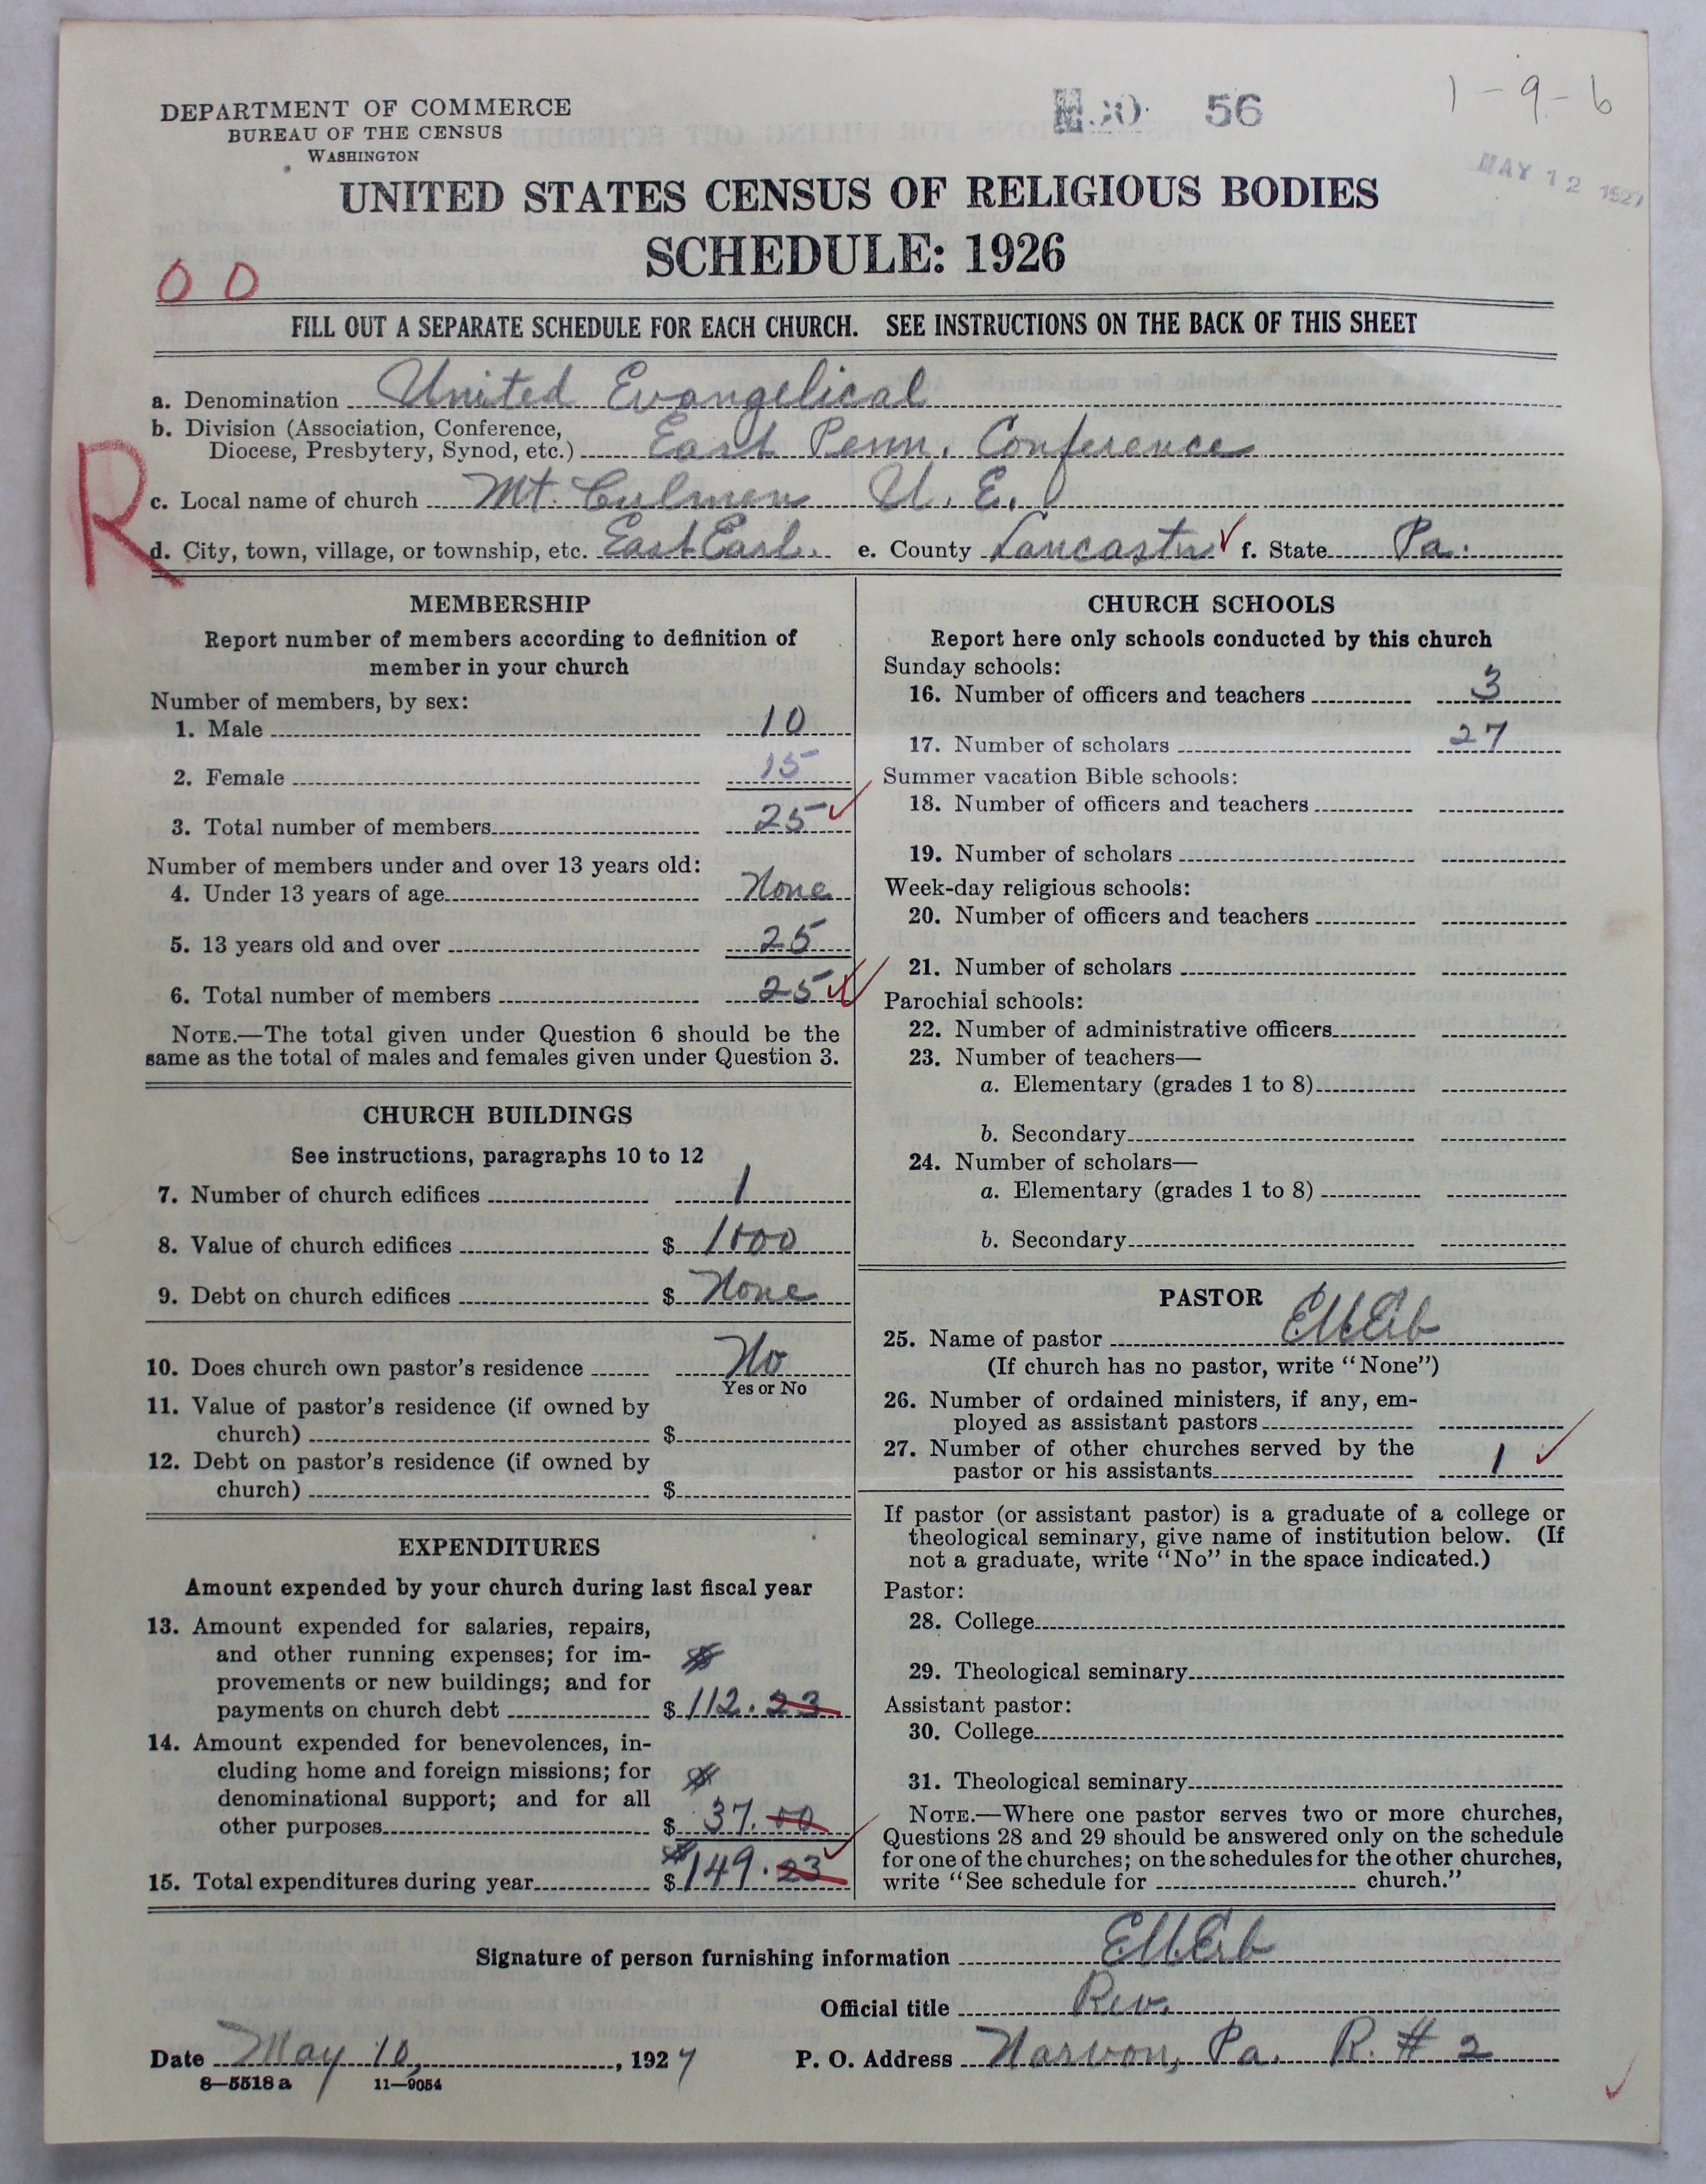 DEPARTMENT OF COMMERCE
BUREAU OF THE CENSUS
WASHINGTON
56
1-9-6
MAY 12 1927
UNITED STATES CENSUS OF RELIGIOUS BODIES
SCHEDULE: 1926
0 0
FILL OUT A SEPARATE SCHEDULE FOR EACH CHURCH. SEE INSTRUCTIONS ON THE BACK OF THIS SHEET
a. Denomination United Evangelical
b. Division (Association, Conference,
Diocese, Presbytery, Synod, etc.) East Penn. Conference
R
c. Local name of church Mt. Culmen U. E.
d. City, town, village, or township, etc. East Earl. e. County Lancaster f. State Pa.
MEMBERSHIP
Report number of members according to definition of
member in your church
Number of members, by sex:
1. Male 10
2. Female 15
3. Total number of members 25
Number of members under and over 13 years old:
4. Under 13 years of age None
5. 13 years old and over 25
6. Total number of members 25
NOTE.—The total given under Question 6 should be the
same as the total of males and females given under Question 3.
CHURCH BUILDINGS
See instructions, paragraphs 10 to 12
7. Number of church edifices 1
8. Value of church edifices $ 1000
9. Debt on church edifices $ None
10. Does church own pastor's residence No
Yes or No
11. Value of pastor's residence (if owned by
church) $
12. Debt on pastor's residence (if owned by
church) $
EXPENDITURES
Amount expended by your church during last fiscal year
13. Amount expended for salaries, repairs,
and other running expenses; for im-
provements or new buildings; and for $
payments on church debt $ 112.23
14. Amount expended for benevolences, in-
cluding home and foreign missions; for $
denominational support; and for all
other purposes $ 37.00
15. Total expenditures during year $ $149.23
CHURCH SCHOOLS
Report here only schools conducted by this church
Sunday schools:
16. Number of officers and teachers 3
17. Number of scholars 27
Summer vacation Bible schools:
18. Number of officers and teachers
19. Number of scholars
Week-day religious schools:
20. Number of officers and teachers
21. Number of scholars
Parochial schools:
22. Number of administrative officers
23. Number of teachers—
a. Elementary (grades 1 to 8)
b. Secondary
24. Number of scholars—
a. Elementary (grades 1 to 8)
b. Secondary
PASTOR
25. Name of pastor E M Erb
(If church has no pastor, write "None")
26. Number of ordained ministers, if any, em-
ployed as assistant pastors
27. Number of other churches served by the
pastor or his assistants 1
If pastor (or assistant pastor) is a graduate of a college or
theological seminary, give name of institution below. (If
not a graduate, write "No" in the space indicated.)
Pastor:
28. College
29. Theological seminary
Assistant pastor:
30. College
31. Theological seminary
NOTE.—Where one pastor serves two or more churches,
Questions 28 and 29 should be answered only on the schedule
for one of the churches; on the schedules for the other churches,
write "See schedule for church."
Signature of person furnishing information E M Erb
Official title Rev.
Date May 10, 1927 P. O. Address Narvon, Pa. R. # 2
8—5518 a 11—9054